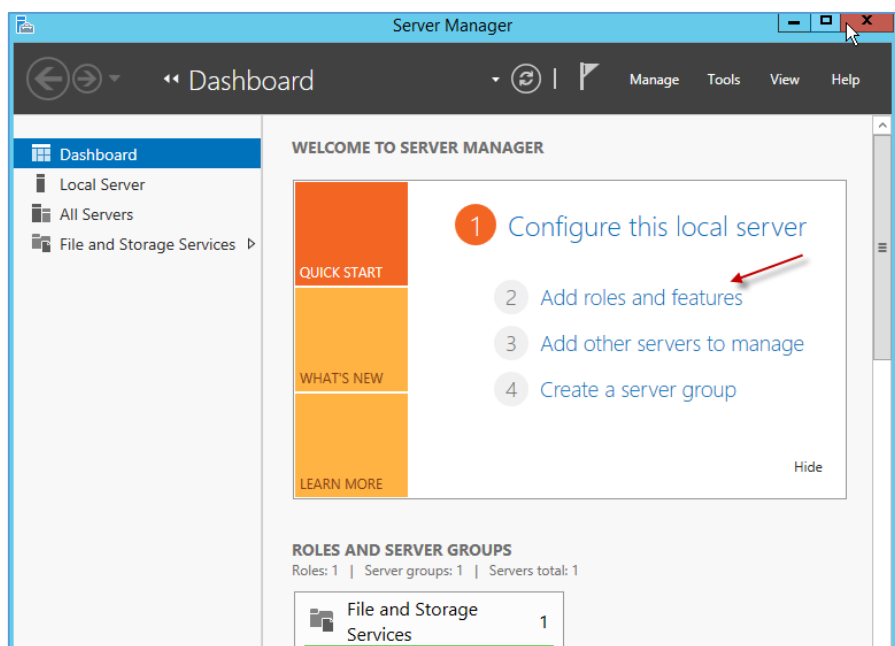 Server Manager
Dashboard
Manage Tools View Help
Dashboard
Local Server
All Servers
File and Storage Services
WELCOME TO SERVER MANAGER
QUICK START
WHAT'S NEW
LEARN MORE
1 Configure this local server
2 Add roles and features
3 Add other servers to manage
4 Create a server group
Hide
ROLES AND SERVER GROUPS
Roles: 1 | Server groups: 1 | Servers total: 1
File and Storage
Services
1